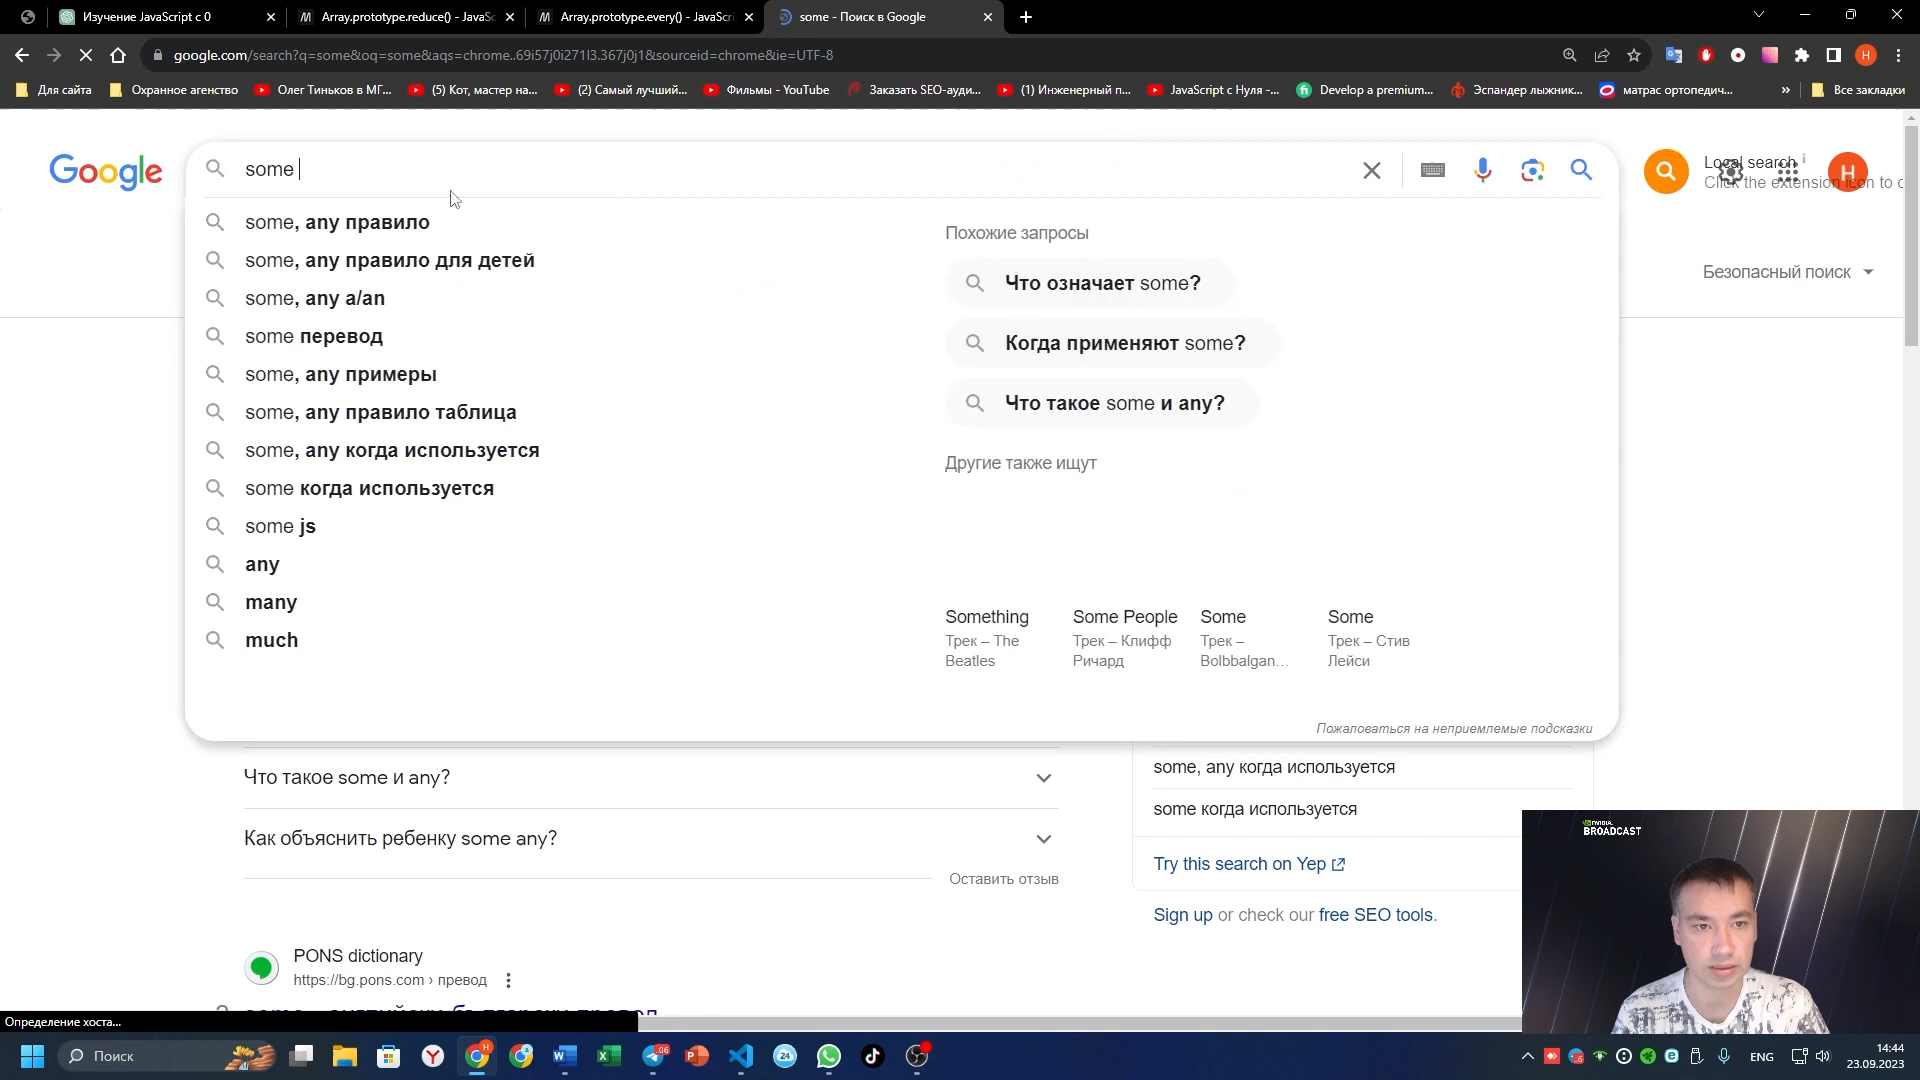 Изучение JavaScript с 0
Array.prototype.reduce() - JavaSc
Array.prototype.every() - JavaScri
some - Поиск в Google
google.com/search?q=some&oq=some&aqs=chrome..69i57j0i271l3.367j0j1&sourceid=chrome&ie=UTF-8
H
Для сайта
Охранное агенство
Олег Тиньков в МГ...
(5) Кот, мастер на...
(2) Самый лучший...
Фильмы - YouTube
Заказать SEO-ауди...
(1) Инженерный п...
JavaScript с Нуля -...
Develop a premium...
Эспандер лыжник...
матрас ортопедич...
»
Все закладки
Google
some
Local search
Click the extension icon to c
H
Безопасный поиск
some, any правило
some, any правило для детей
some, any a/an
some перевод
some, any примеры
some, any правило таблица
some, any когда используется
some когда используется
some js
any
many
much
Похожие запросы
Что означает some?
Когда применяют some?
Что такое some и any?
Другие также ищут
Something
Трек – The
Beatles
Some People
Трек – Клифф
Ричард
Some
Трек –
Bolbbalgan...
Some
Трек – Стив
Лейси
Пожаловаться на неприемлемые подсказки
Что такое some и any?
Как объяснить ребенку some any?
Оставить отзыв
some, any когда используется
some когда используется
Try this search on Yep
Sign up or check our free SEO tools.
PONS dictionary
https://bg.pons.com › превод
NVIDIA.
BROADCAST
Определение хоста...
Поиск
ENG
14:44
23.09.2023